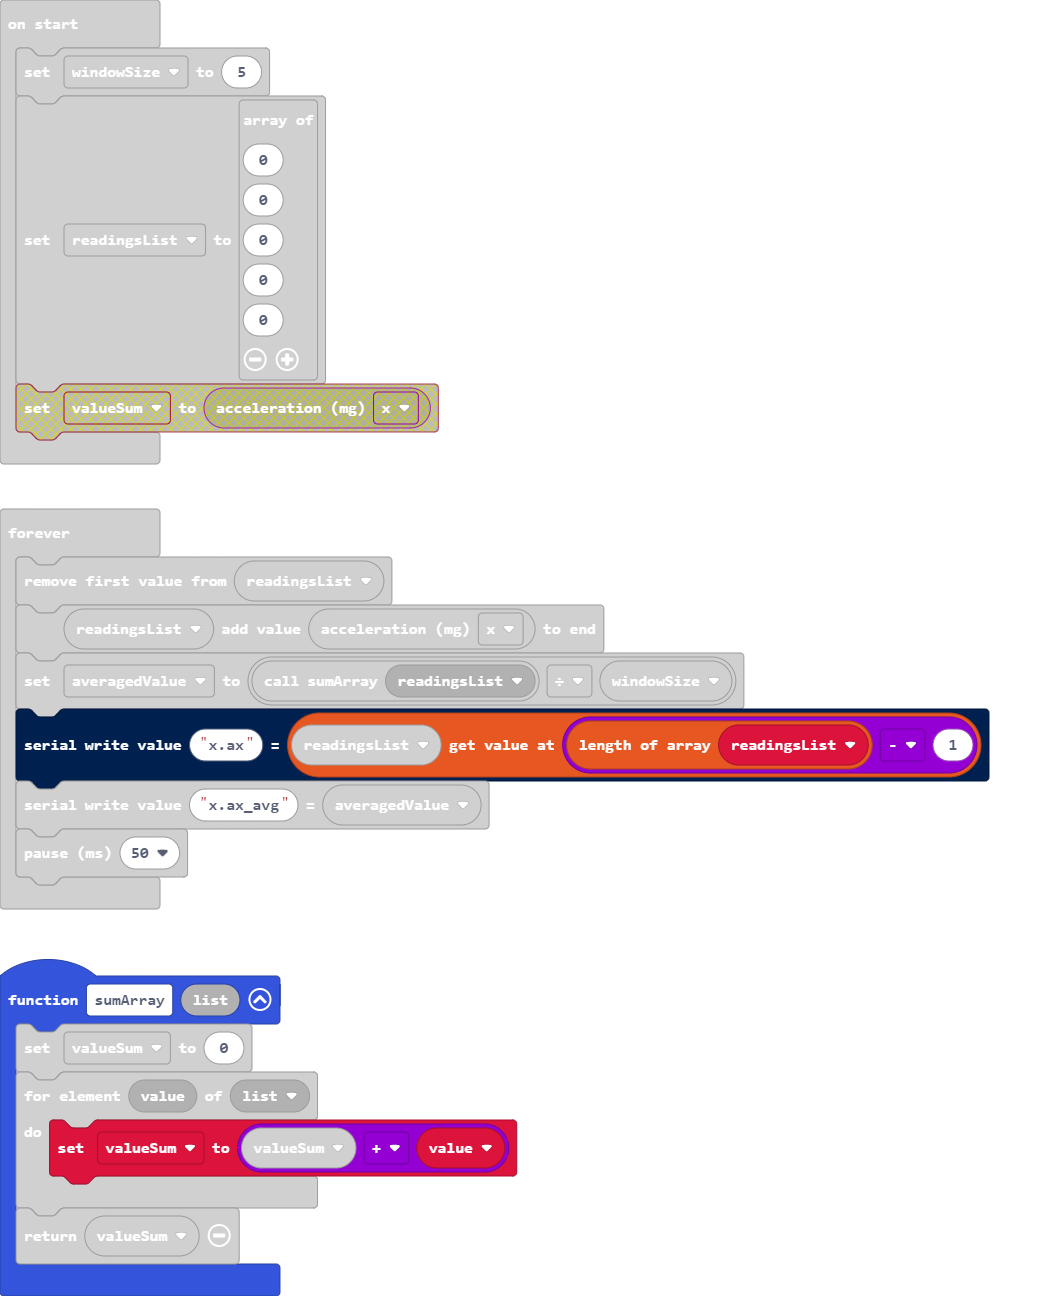 on start
set windowSize to 5
array of
0
0
set readingsList to 0
0
0
set valueSum to acceleration (mg) x
forever
remove first value from readingsList
readingsList add value acceleration (mg) x to end
set averagedValue to call sumArray readingsList ÷ windowSize
serial write value "x.ax" = readingsList get value at length of array readingsList - 1
serial write value "x.ax_avg" = averagedValue
pause (ms) 50
function sumArray list
set valueSum to 0
for element value of list
do
set valueSum to valueSum + value
return valueSum